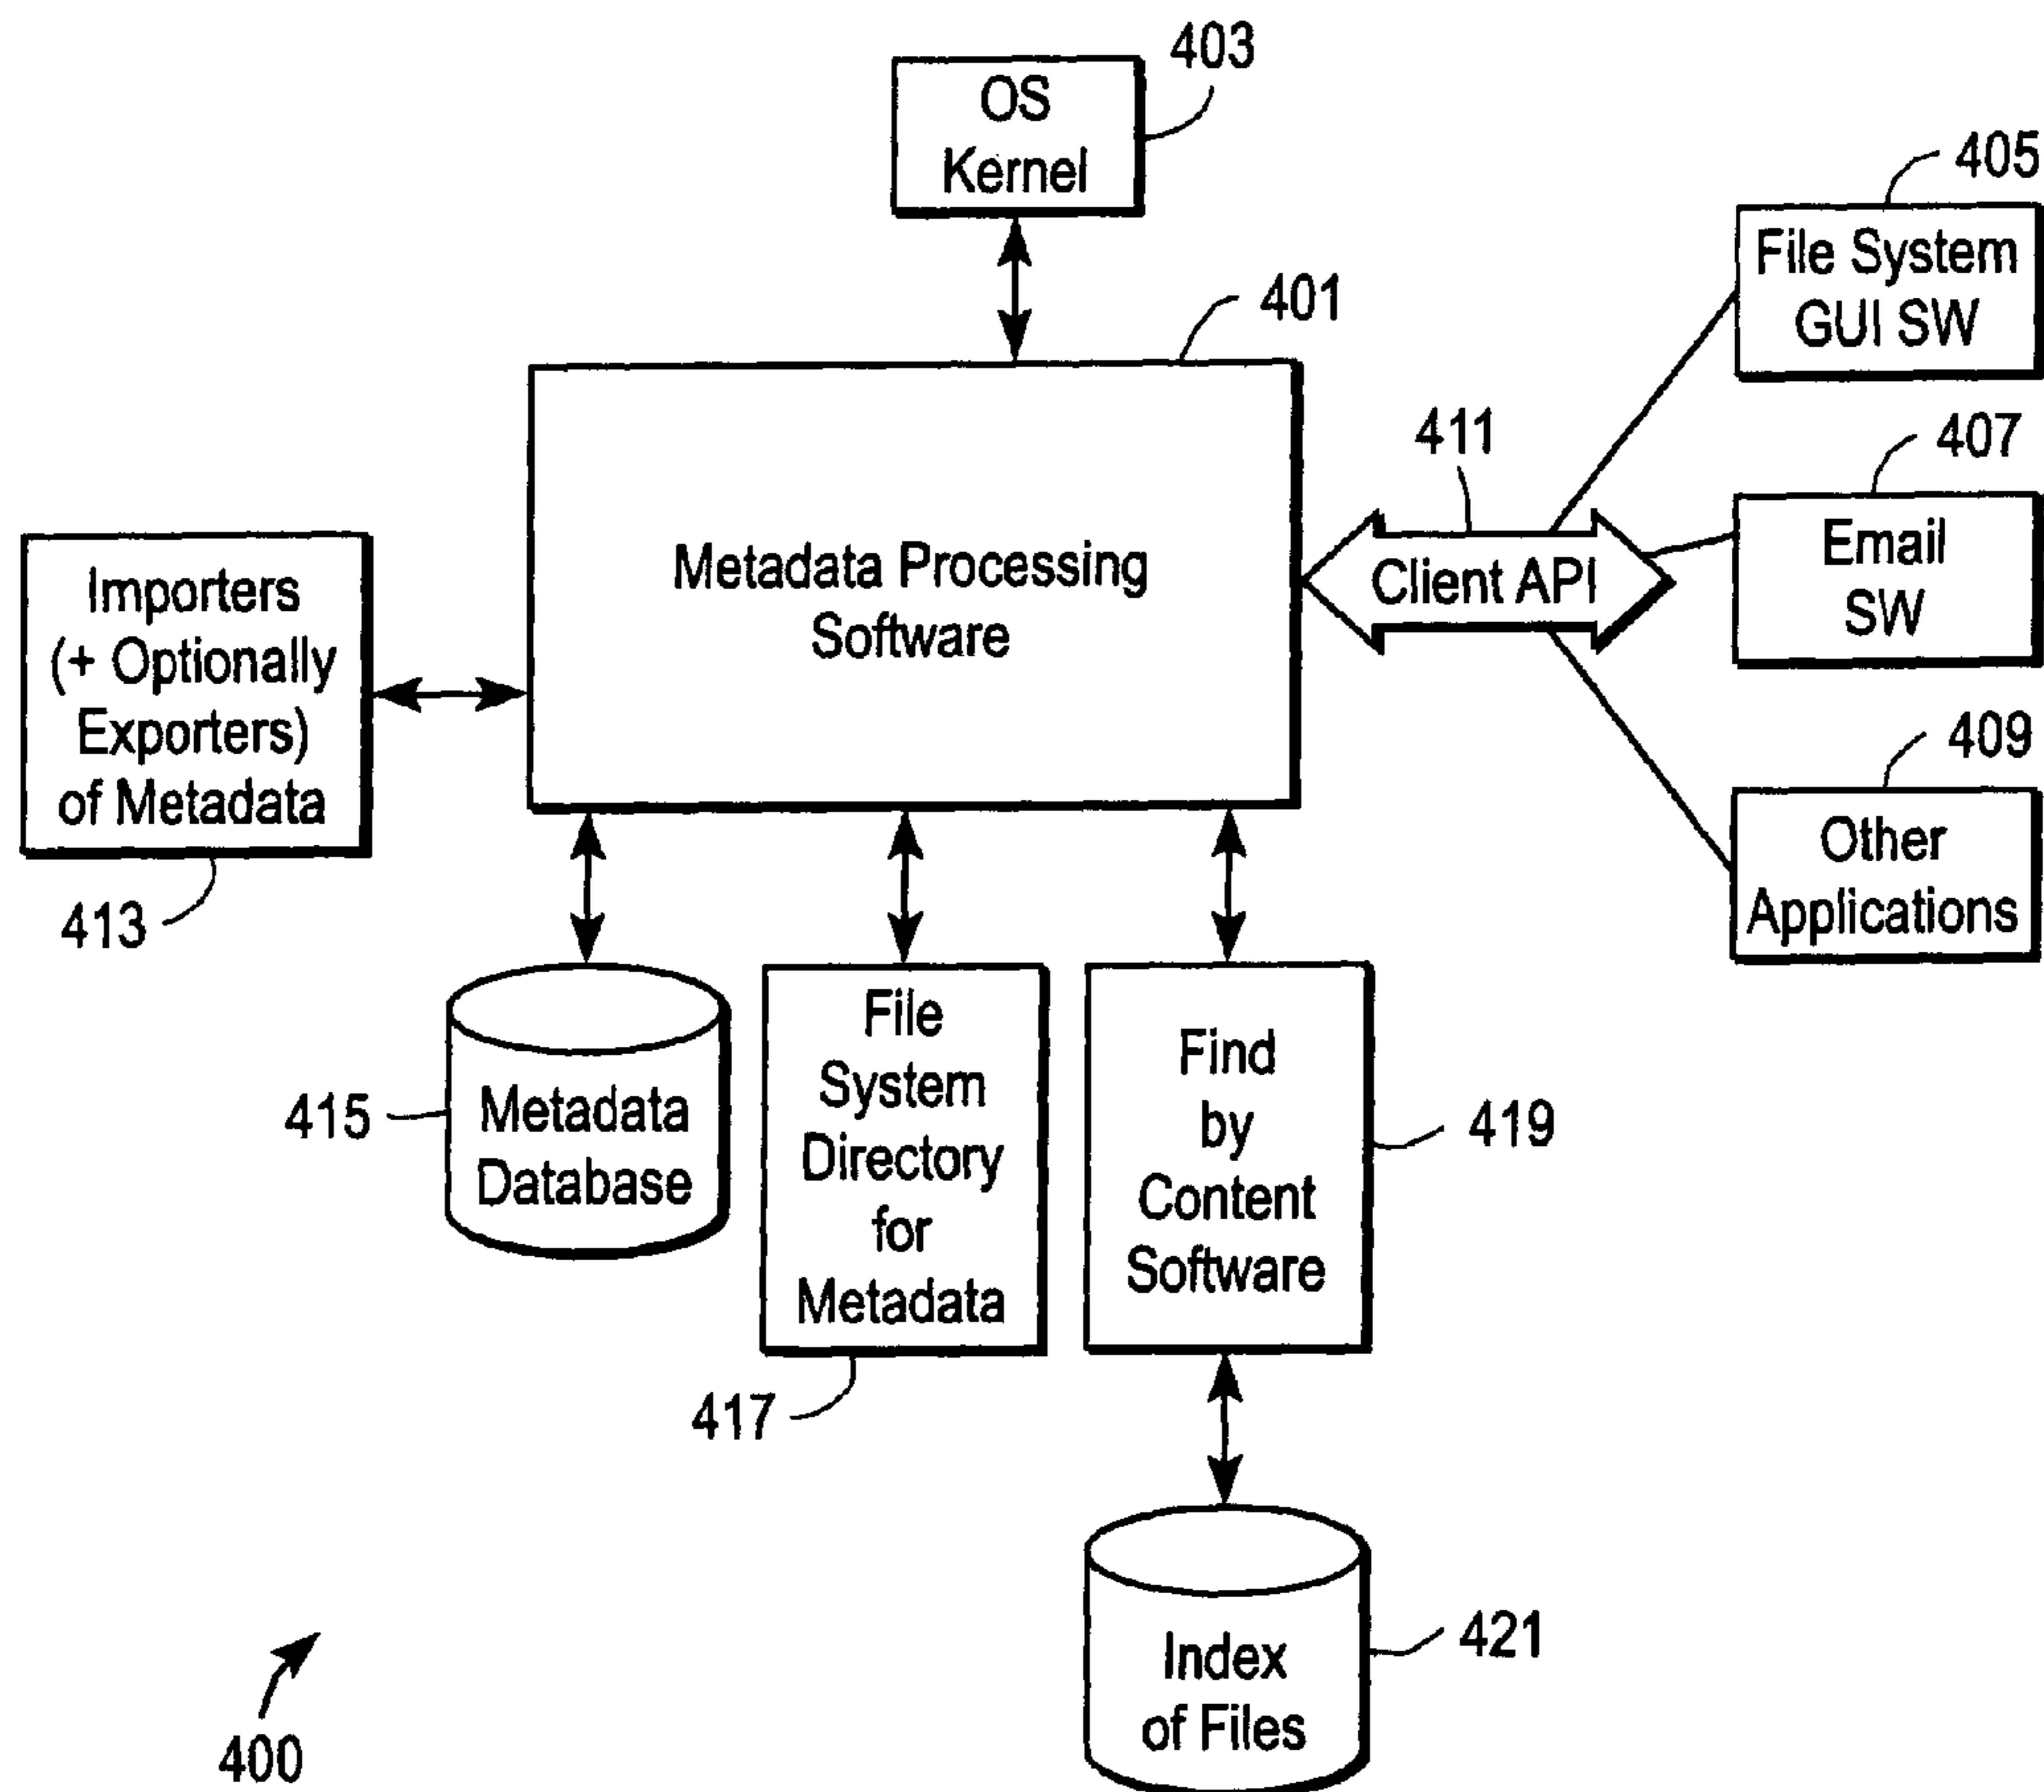 403
OS
Kernel
405
File System
GUI SW
401
411
407
Metadata Processing
Software
Client API
Email
SW
Importers
(+ Optionally
Exporters)
of Metadata
413
409
Other
Applications
415
Metadata
Database
File
System
Directory
for
Metadata
417
Find
by
Content
Software
419
421
Index
of Files
400